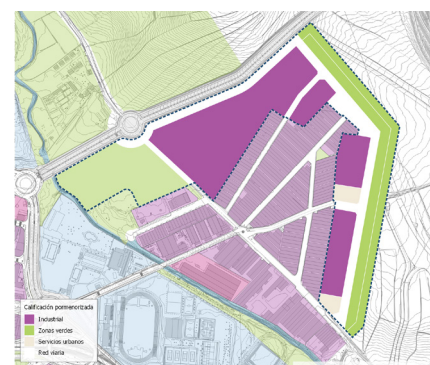 Calificación pormenorizada
Industrial
Zonas verdes
Servicios urbanos
Red viaria